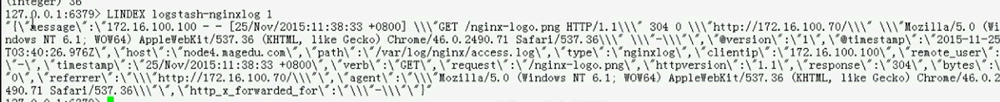 (integer) 36
127.0.0.1:6379> LINDEX logstash-nginxlog 1
"{\"message\":\"172.16.100.100 - - [25/Nov/2015:11:38:33 +0800] \\\"GET /nginx-logo.png HTTP/1.1\\\" 304 0 \\\"http://172.16.100.70/\\\" \\\"Mozilla/5.0 (Wi
ndows NT 6.1; WOW64) AppleWebKit/537.36 (KHTML, like Gecko) Chrome/46.0.2490.71 Safari/537.36\\\" \\\"-\\\"\",\"@version\":\"1\",\"@timestamp\":\"2015-11-25
T03:40:26.976Z\",\"host\":\"node4.magedu.com\",\"path\":\"/var/log/nginx/access.log\",\"type\":\"nginxlog\",\"clientip\":\"172.16.100.100\",\"remote_user\":
\"-\",\"timestamp\":\"25/Nov/2015:11:38:33 +0800\",\"verb\":\"GET\",\"request\":\"/nginx-logo.png\",\"httpversion\":\"1.1\",\"response\":\"304\",\"bytes\":\
"0\",\"referrer\":\"\\\"http://172.16.100.70/\\\"\",\"agent\":\"\\\"Mozilla/5.0 (Windows NT 6.1; WOW64) AppleWebKit/537.36 (KHTML, like Gecko) Chrome/46.0.2
490.71 Safari/537.36\\\"\",\"http_x_forwarded_for\":\"\\\"-\\\"\"}"
127.0.0.1:6379>